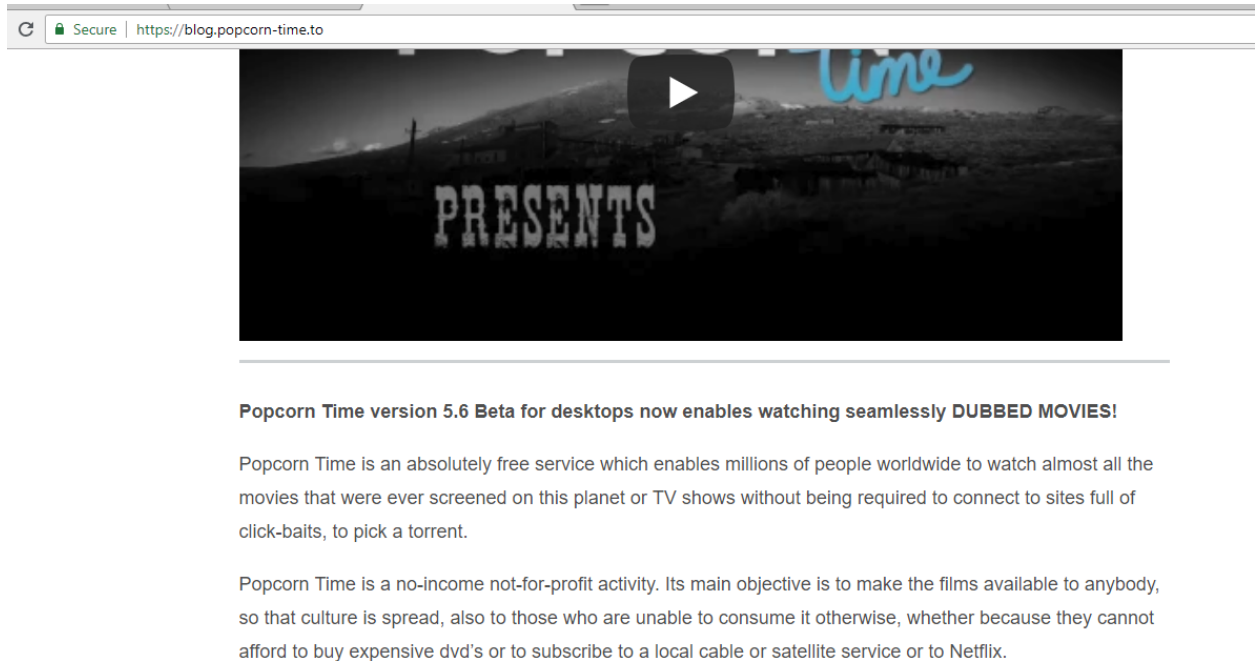 Secure | https://blog.popcorn-time.to
time
PRESENTS
Popcorn Time version 5.6 Beta for desktops now enables watching seamlessly DUBBED MOVIES!
Popcorn Time is an absolutely free service which enables millions of people worldwide to watch almost all the
movies that were ever screened on this planet or TV shows without being required to connect to sites full of
click-baits, to pick a torrent.
Popcorn Time is a no-income not-for-profit activity. Its main objective is to make the films available to anybody,
so that culture is spread, also to those who are unable to consume it otherwise, whether because they cannot
afford to buy expensive dvd's or to subscribe to a local cable or satellite service or to Netflix.